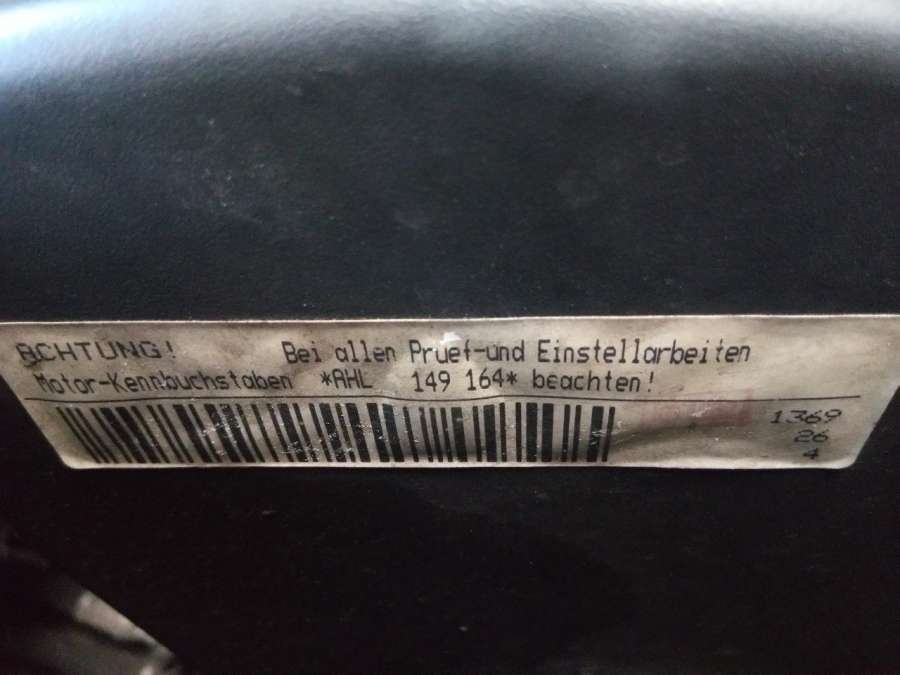 ACHTUNG! Bei allen Pruef-und Einstellarbeiten
Motor-Kennbuchstaben *AHL 149 164* beachten!
1369
26
4